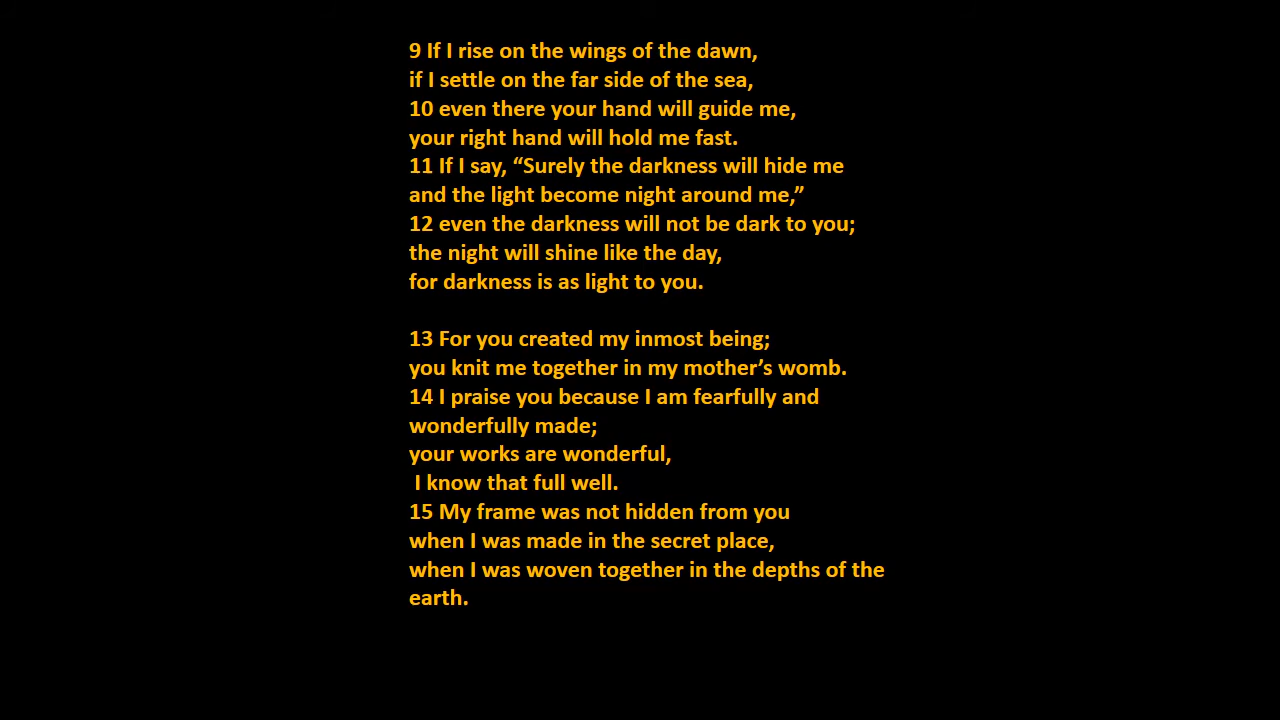 9 If I rise on the wings of the dawn,
if I settle on the far side of the sea,
10 even there your hand will guide me,
your right hand will hold me fast.
11 If I say, “Surely the darkness will hide me
and the light become night around me,”
12 even the darkness will not be dark to you;
the night will shine like the day,
for darkness is as light to you.
13 For you created my inmost being;
you knit me together in my mother’s womb.
14 I praise you because I am fearfully and
wonderfully made;
your works are wonderful,
I know that full well.
15 My frame was not hidden from you
when I was made in the secret place,
when I was woven together in the depths of the
earth.